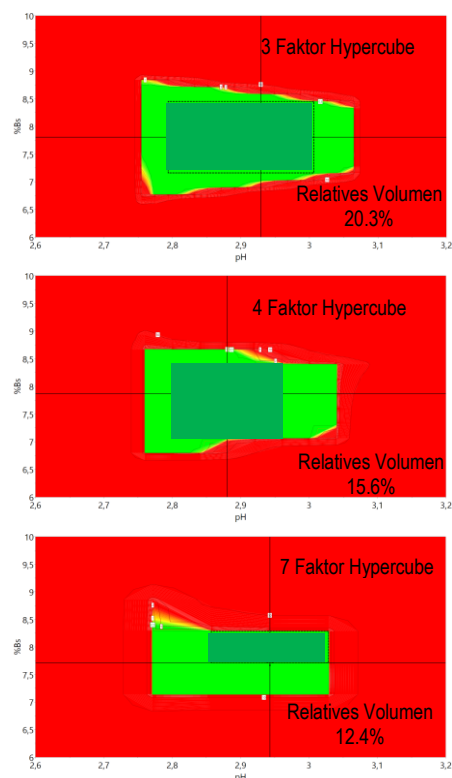 10
3 Faktor Hypercube
9,5
9
8,5
%Bs
8
7,5
7
Relatives Volumen
6,5
20.3%
6
2,6 2,7 2,8 2,9 3 3,1 3,2
pH
10
9,5
4 Faktor Hypercube
9
8,5
%Bs
8
7,5
7
Relatives Volumen
6,5
15.6%
6
2,6 2,7 2,8 2,9 3 3,1 3,2
pH
10
9,5
7 Faktor Hypercube
9
8,5
%Bs
8
7,5
7
Relatives Volumen
6,5
12.4%
6
2,6 2,7 2,8 2,9 3 3,1 3,2
pH